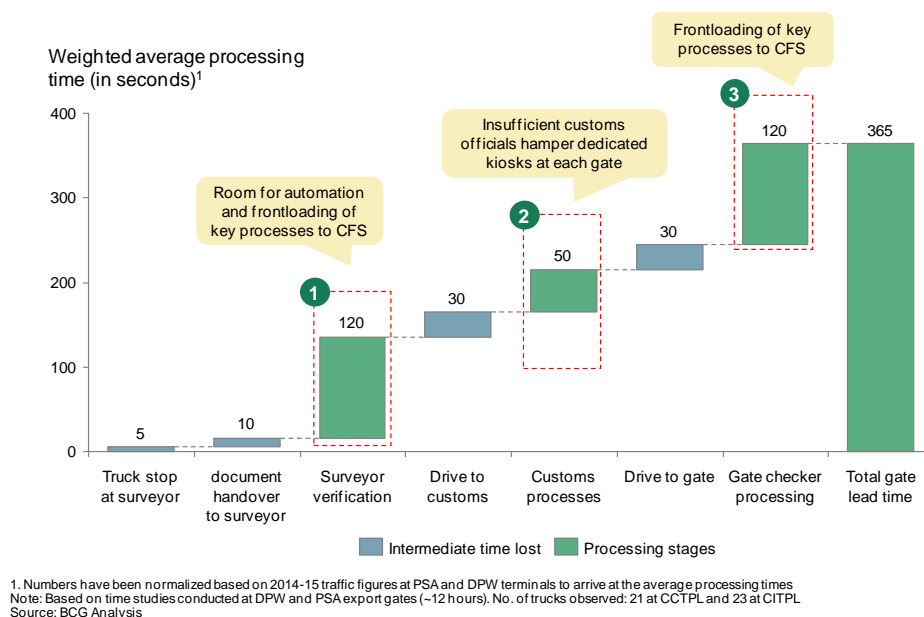 Weighted average processing
time (in seconds)1
Frontloading of key
processes to CFS
Insufficient customs
officials hamper dedicated
kiosks at each gate
Room for automation
and frontloading of
key processes to CFS
400
300
200
100
0
5
10
1
120
30
2
50
30
3
120
365
Truck stop
at surveyor
document
handover
to surveyor
Surveyor
verification
Drive to
customs
Customs
processes
Drive to gate
Gate checker
processing
Total gate
lead time
Intermediate time lost
Processing stages
1. Numbers have been normalized based on 2014-15 traffic figures at PSA and DPW terminals to arrive at the average processing times
Note: Based on time studies conducted at DPW and PSA export gates (~12 hours). No. of trucks observed: 21 at CCTPL and 23 at CITPL
Source: BCG Analysis